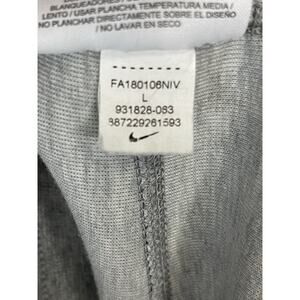 BLANQUEADORES/
LENTO / USAR PLANCHA TEMPERATURA MEDIA /
NO PLANCHAR DIRECTAMENTE SOBRE EL DISEÑO
/ NO LAVAR EN SECO
FA180106NIV
L
931828-063
887229261593